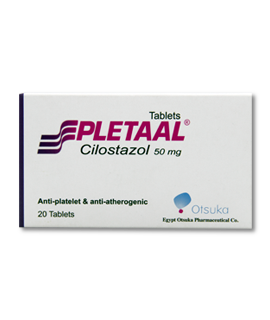 Tablets
PLETAAL®
Cilostazol 50 mg
Anti-platelet & anti-atherogenic
20 Tablets
Otsuka
Egypt Otsuka Pharmaceutical Co.